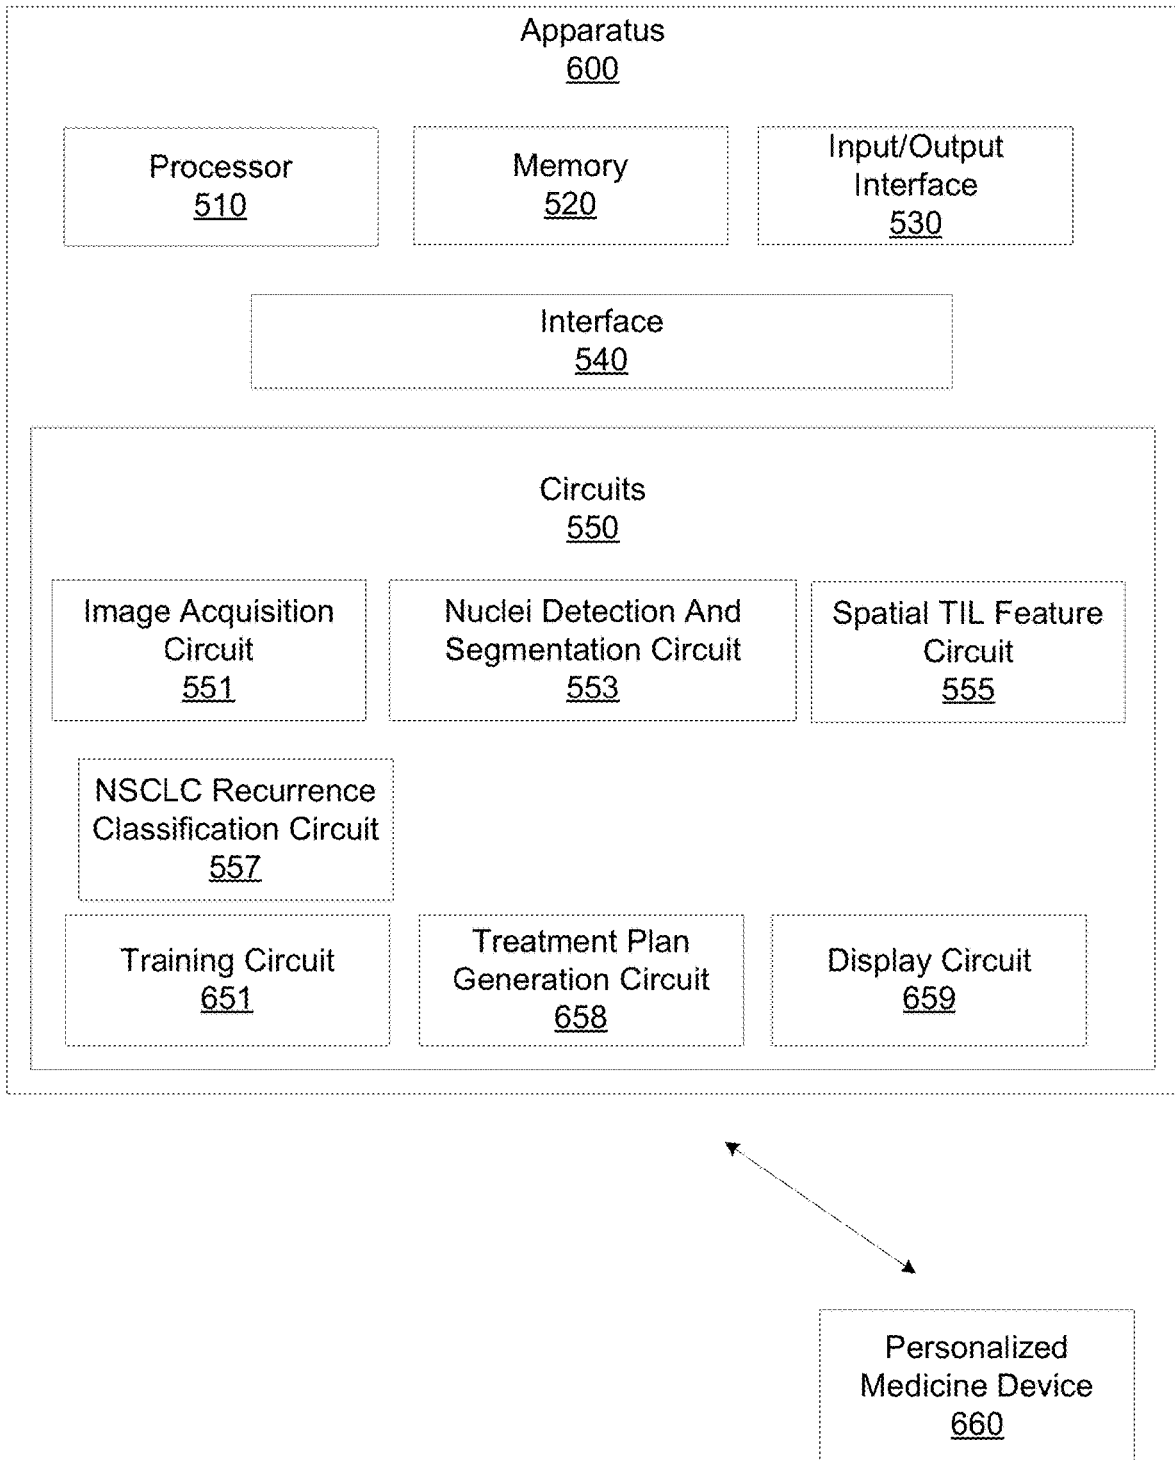 Apparatus
600
Processor
510
Memory
520
Input/Output
Interface
530
Interface
540
Circuits
550
Image Acquisition
Circuit
551
Nuclei Detection And
Segmentation Circuit
553
Spatial TIL Feature
Circuit
555
NSCLC Recurrence
Classification Circuit
557
Training Circuit
651
Treatment Plan
Generation Circuit
658
Display Circuit
659
Personalized
Medicine Device
660